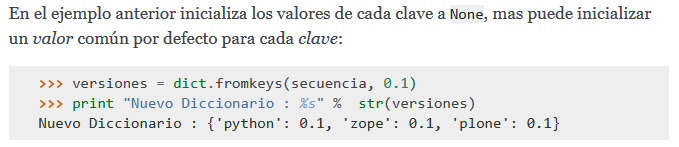 En el ejemplo anterior inicializa los valores de cada clave a None, mas puede inicializar
un valor común por defecto para cada clave:
>>> versiones = dict.fromkeys(secuencia, 0.1)
>>> print "Nuevo Diccionario : %s" %  str(versiones)
Nuevo Diccionario : {'python': 0.1, 'zope': 0.1, 'plone': 0.1}